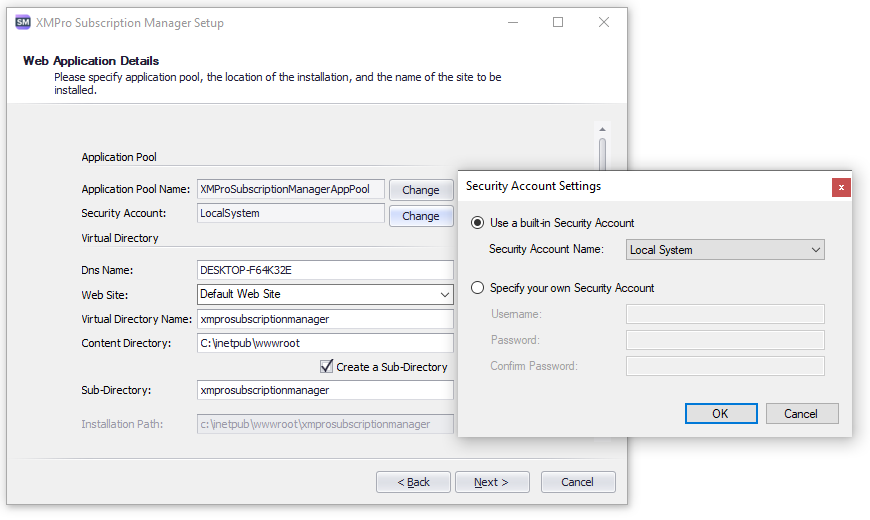 SM XMPro Subscription Manager Setup
Web Application Details
Please specify application pool, the location of the installation, and the name of the site to be
installed.
Application Pool
Application Pool Name: XMProSubscriptionManagerAppPool Change
Security Account: LocalSystem Change
Virtual Directory
Dns Name: DESKTOP-F64K32E
Web Site: Default Web Site
Virtual Directory Name: xmprosubscriptionmanager
Content Directory: C:\inetpub\wwwroot
Create a Sub-Directory
Sub-Directory: xmprosubscriptionmanager
Installation Path: c:\inetpub\wwwroot\xmprosubscriptionmanager
< Back Next > Cancel
Security Account Settings x
Use a built-in Security Account
Security Account Name: Local System
Specify your own Security Account
Username:
Password:
Confirm Password:
OK Cancel